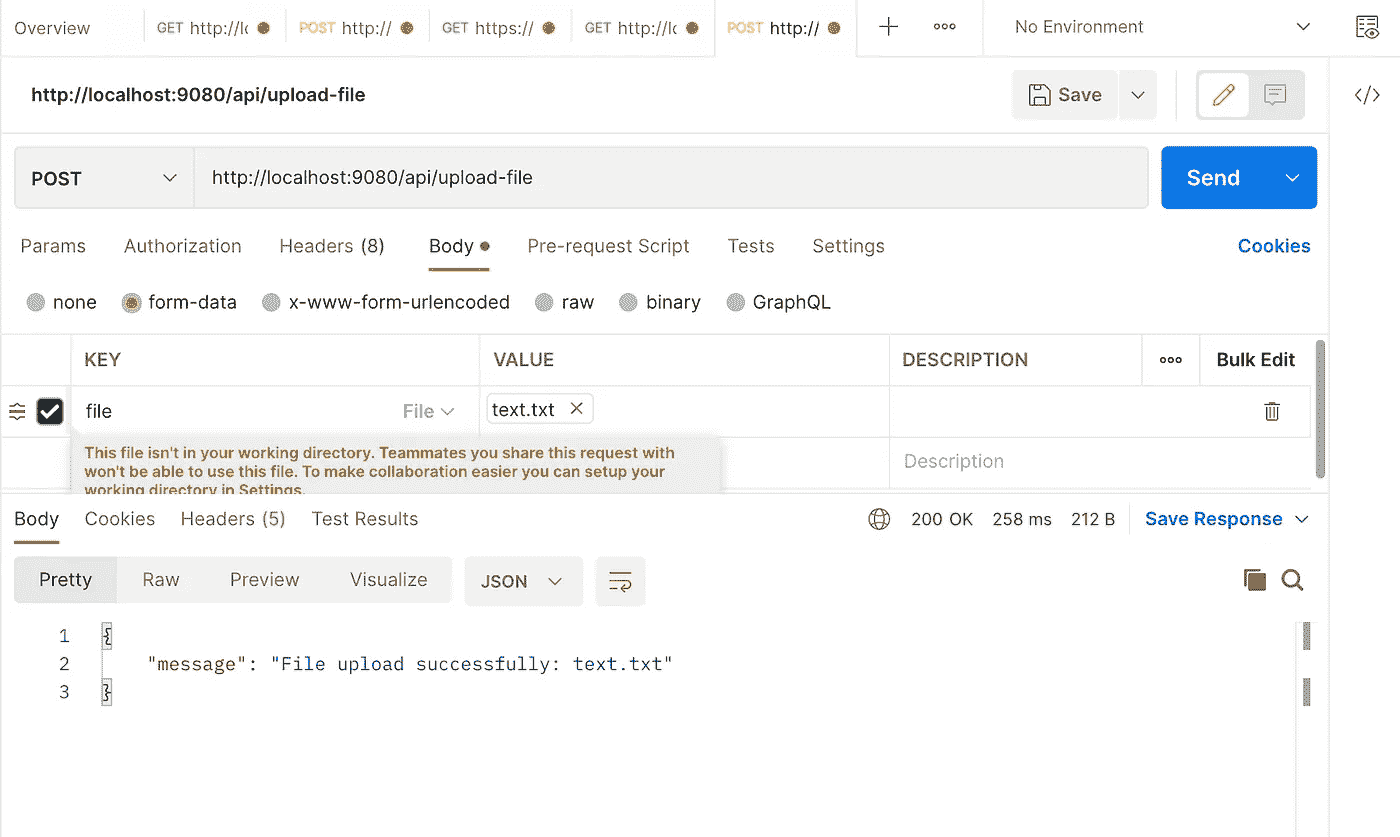 Overview GET http://lo POST http:// GET https:// GET http://lo POST http:// No Environment
http://localhost:9080/api/upload-file Save
POST http://localhost:9080/api/upload-file Send
Params Authorization Headers (8) Body Pre-request Script Tests Settings Cookies
none form-data x-www-form-urlencoded raw binary GraphQL
KEY VALUE DESCRIPTION Bulk Edit
file File text.txt
This file isn't in your working directory. Teammates you share this request with
won't be able to use this file. To make collaboration easier you can setup your
working directory in Settings.
Description
Body Cookies Headers (5) Test Results 200 OK 258 ms 212 B Save Response
Pretty Raw Preview Visualize JSON
1 {
2 "message": "File upload successfully: text.txt"
3 }